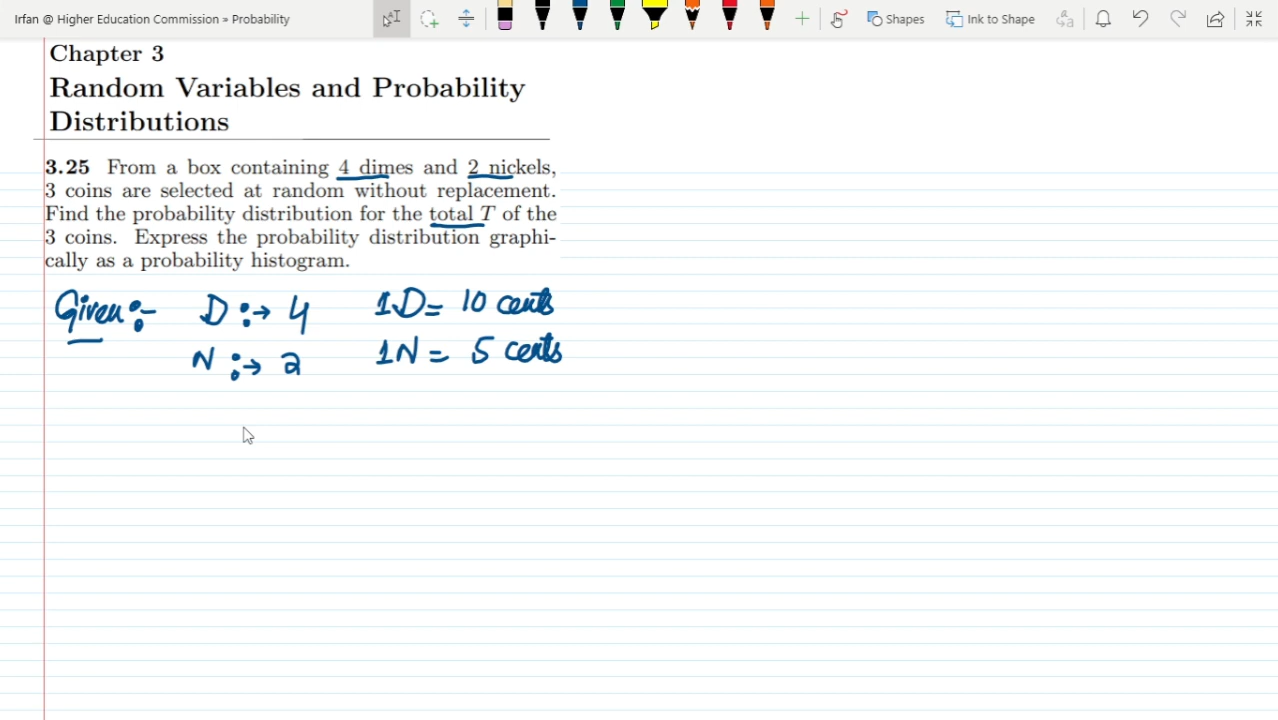 Irfan @ Higher Education Commission » Probability
Shapes
Ink to Shape
Chapter 3
Random Variables and Probability
Distributions
3.25 From a box containing 4 dimes and 2 nickels,
3 coins are selected at random without replacement.
Find the probability distribution for the total T of the
3 coins. Express the probability distribution graphi-
cally as a probability histogram.
Given :- D :→ 4 1D = 10 cents
N :→ 2 1N = 5 cents